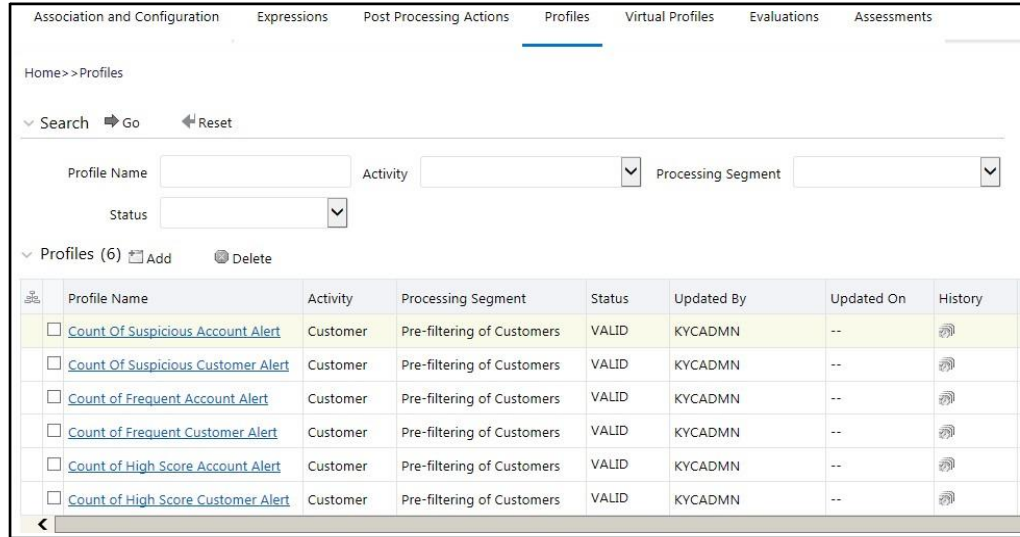 Association and Configuration Expressions Post Processing Actions Profiles Virtual Profiles Evaluations Assessments
Home>>Profiles
Search Go Reset
Profile Name Activity Processing Segment
Status
Profiles (6) Add Delete
Profile Name Activity Processing Segment Status Updated By Updated On History
Count Of Suspicious Account Alert Customer Pre-filtering of Customers VALID KYCADMN --
Count Of Suspicious Customer Alert Customer Pre-filtering of Customers VALID KYCADMN --
Count of Frequent Account Alert Customer Pre-filtering of Customers VALID KYCADMN --
Count of Frequent Customer Alert Customer Pre-filtering of Customers VALID KYCADMN --
Count of High Score Account Alert Customer Pre-filtering of Customers VALID KYCADMN --
Count of High Score Customer Alert Customer Pre-filtering of Customers VALID KYCADMN --